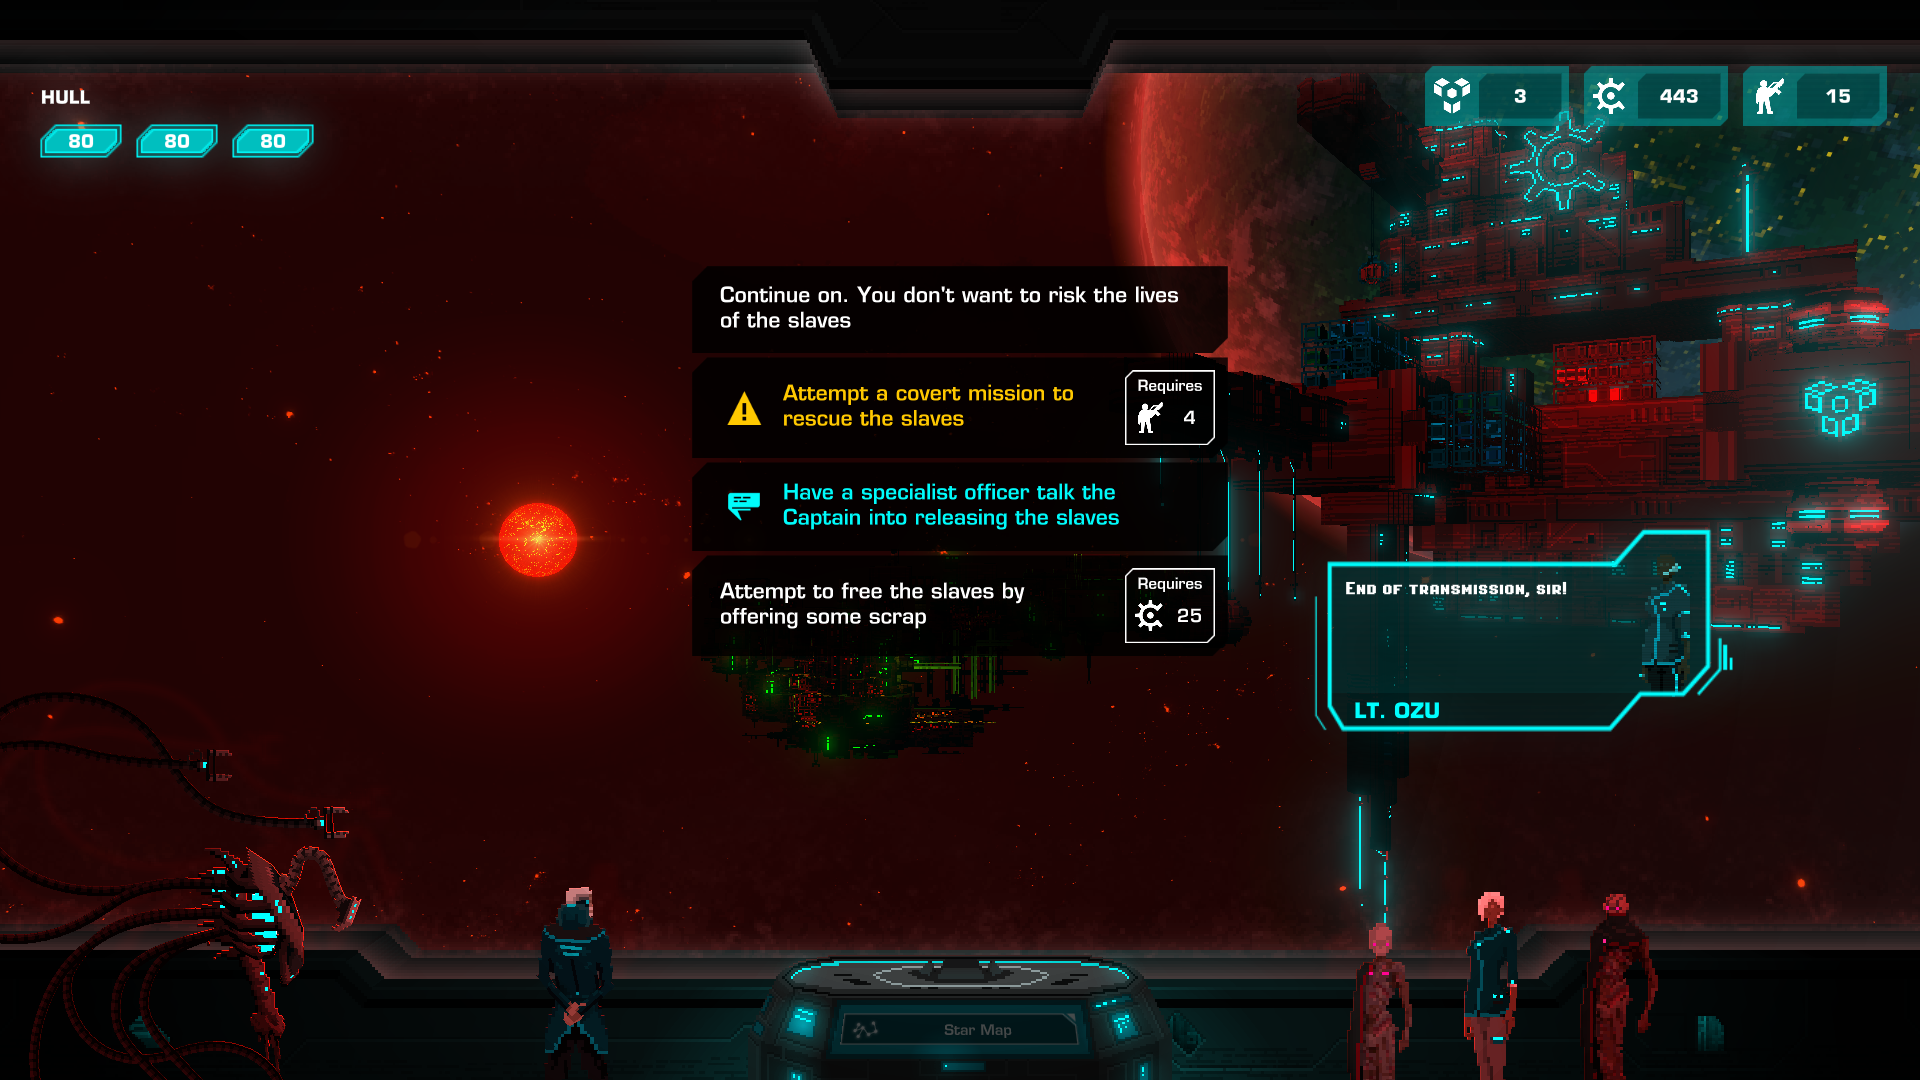 HULL
80 80 80
3 443 15
Continue on. You don't want to risk the lives
of the slaves
Attempt a covert mission to
rescue the slaves
Requires
4
Have a specialist officer talk the
Captain into releasing the slaves
Attempt to free the slaves by
offering some scrap
Requires
25
End of transmission, sir!
LT. OZU
Star Map